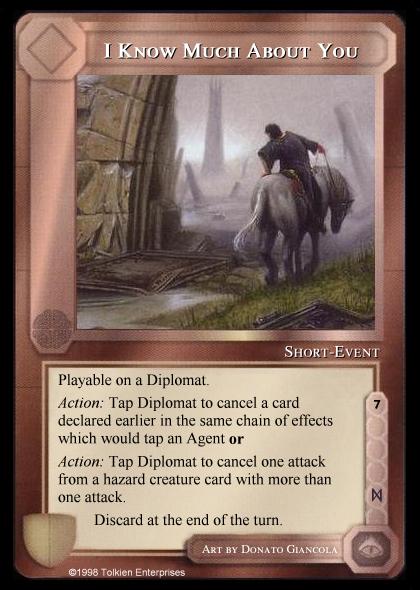 I Know Much About You
Short-Event
Playable on a Diplomat.
Action: Tap Diplomat to cancel a card
declared earlier in the same chain of effects
which would tap an Agent or
Action: Tap Diplomat to cancel one attack
from a hazard creature card with more than
one attack.
Discard at the end of the turn.
7
Art by Donato Giancola
©1998 Tolkien Enterprises